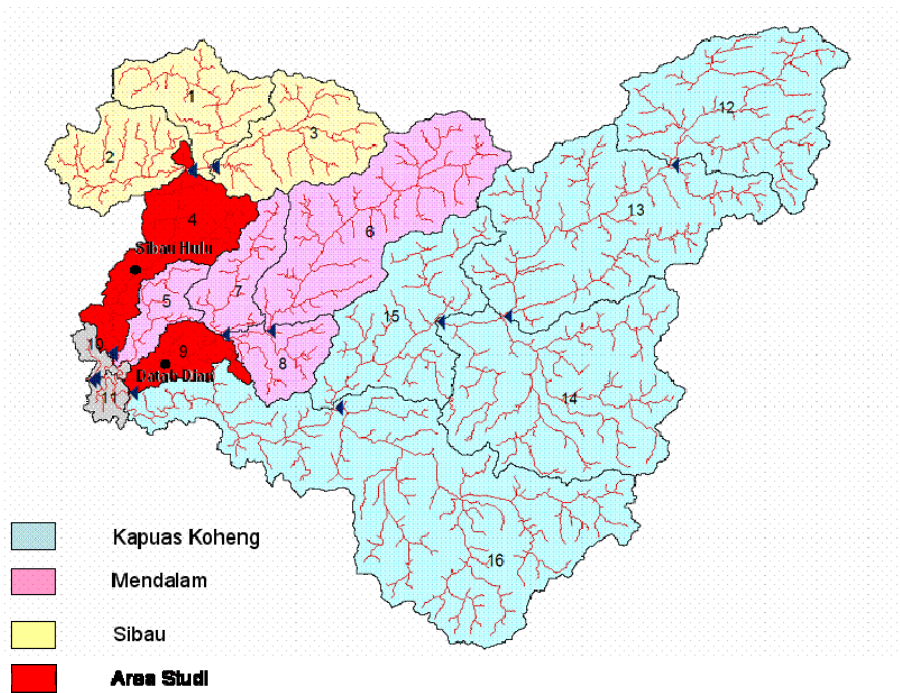 12
1
3
2
13
4
6
Sibau Hulu
7
5
15
10
9
8
Datah Dian
11
14
16
Kapuas Koheng
Mendalam
Sibau
Area Studi